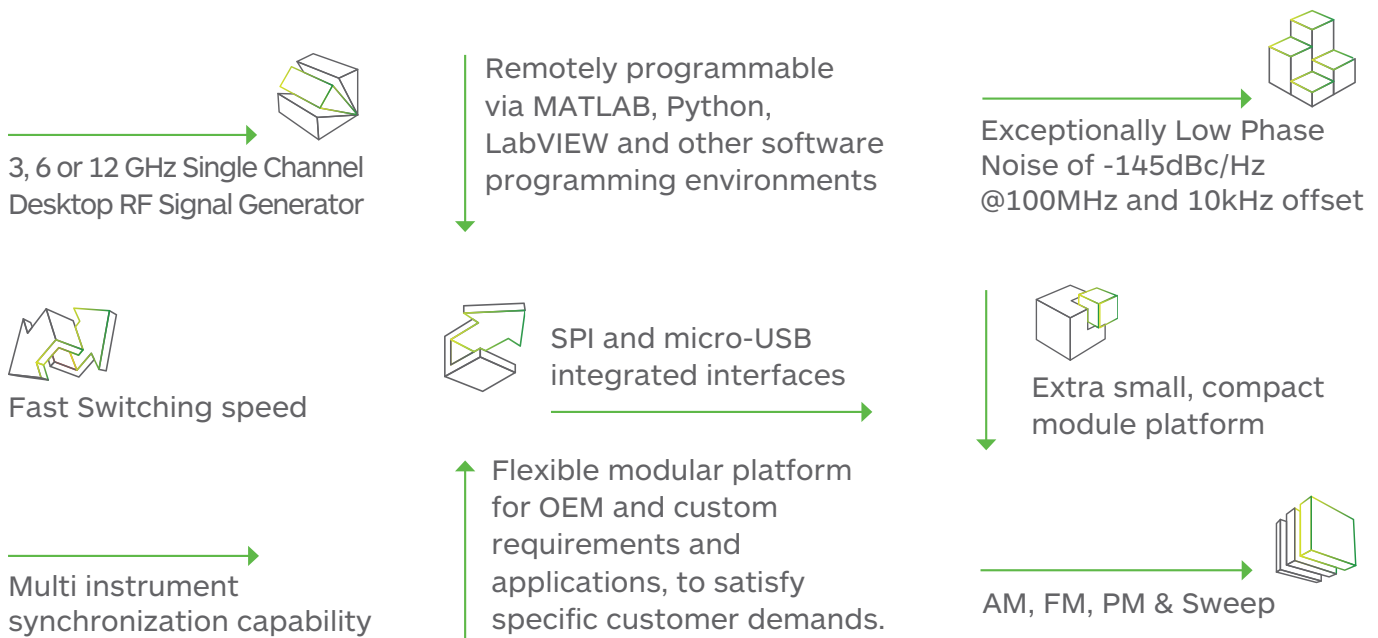 3, 6 or 12 GHz Single Channel
Desktop RF Signal Generator
Fast Switching speed
Multi instrument
synchronization capability
Remotely programmable
via MATLAB, Python,
LabVIEW and other software
programming environments
SPI and micro-USB
integrated interfaces
Flexible modular platform
for OEM and custom
requirements and
applications, to satisfy
specific customer demands.
Exceptionally Low Phase
Noise of -145dBc/Hz
@100MHz and 10kHz offset
Extra small, compact
module platform
AM, FM, PM & Sweep